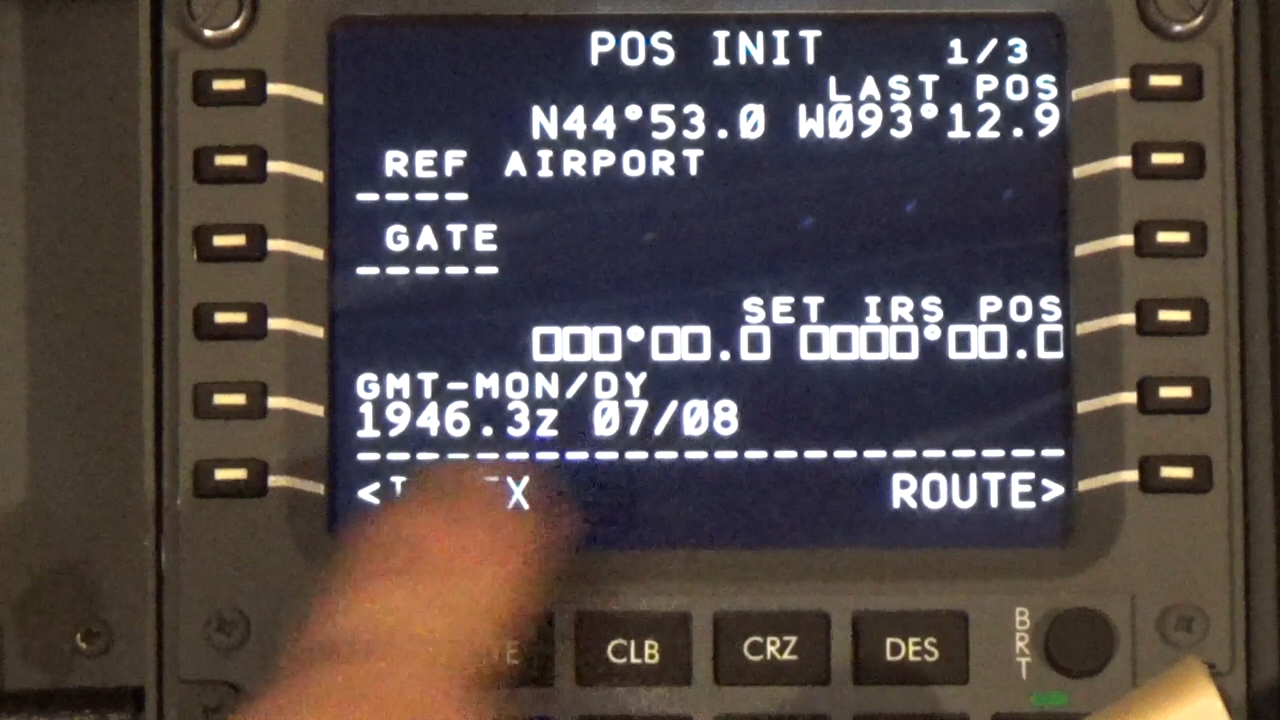 POS INIT 1/3
LAST POS
N44°53.0 W093°12.9
REF AIRPORT
----
GATE
-----
SET IRS POS
□□□°□□.□ □□□□°□□.□
GMT-MON/DY
1946.3z 07/08
------------------------
ROUTE>
CLB CRZ DES
BRT